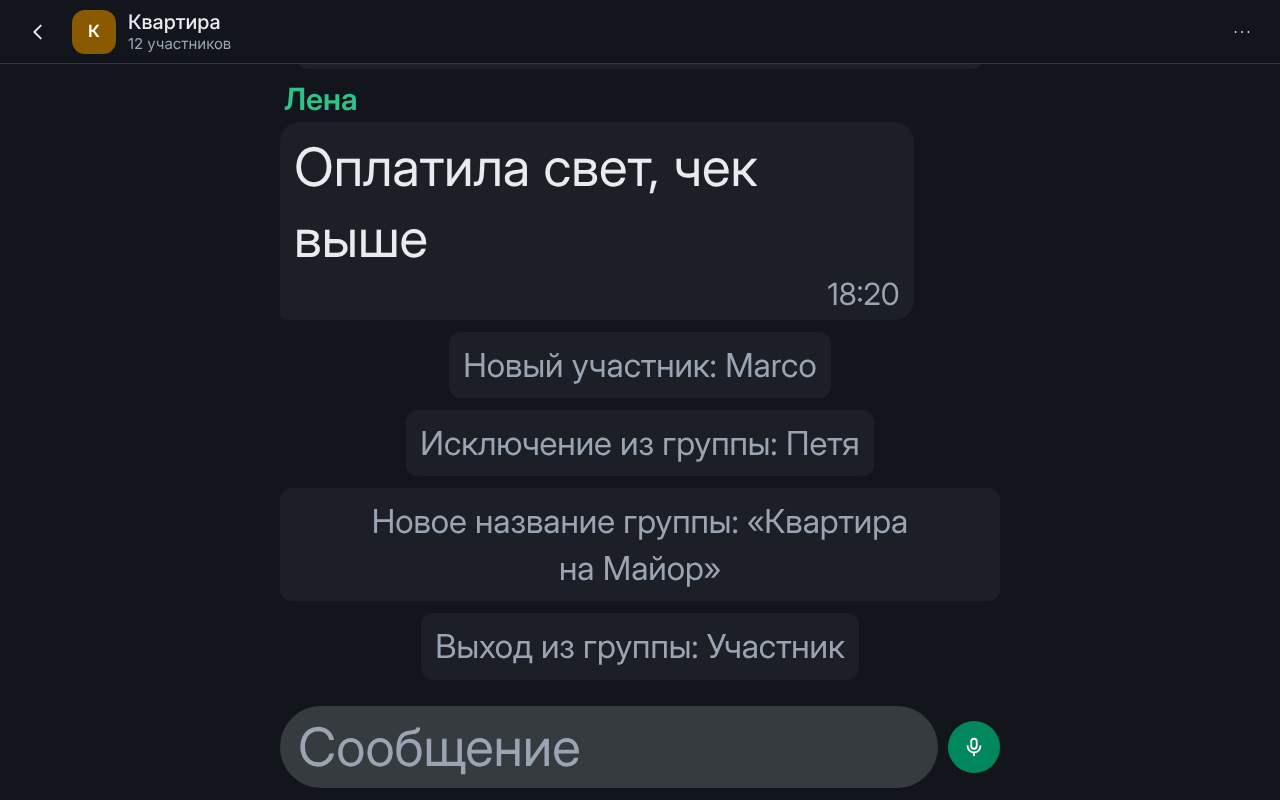 К
Квартира
12 участников
Лена
Оплатила свет, чек
выше
18:20
Новый участник: Marco
Исключение из группы: Петя
Новое название группы: «Квартира
на Майор»
Выход из группы: Участник
Сообщение